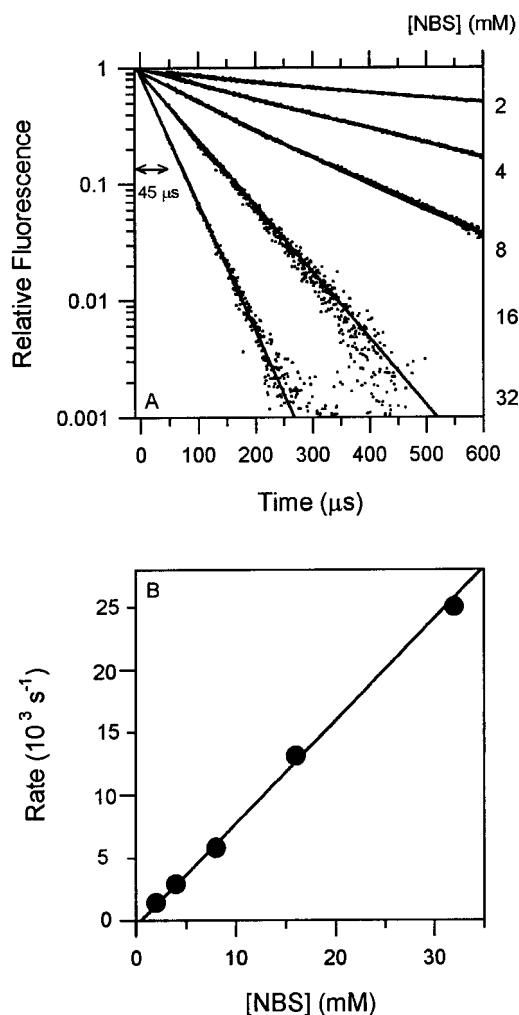 [NBS] (mM)
1
0.1
0.01
0.001
Relative Fluorescence
45 μs
A
2
4
8
16
32
0 100 200 300 400 500 600
Time (μs)
B
25
20
15
10
5
0
Rate (10³ s⁻¹)
0 10 20 30
[NBS] (mM)